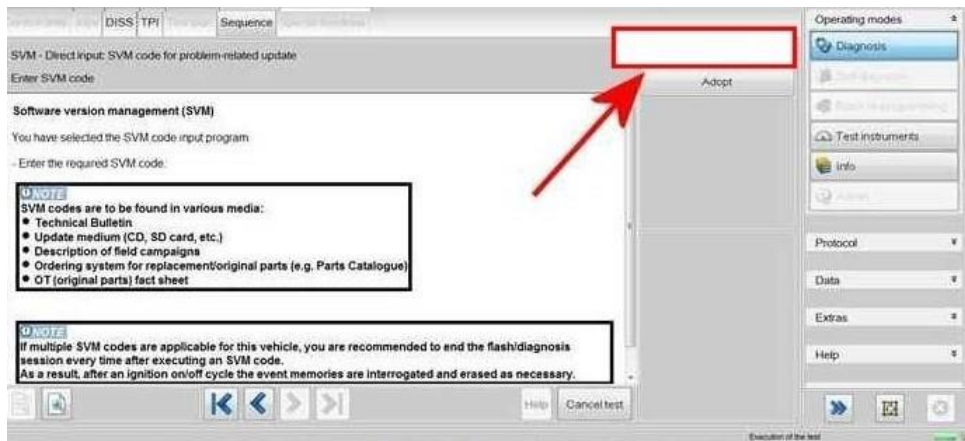 DISS TPI Sequence
SVM - Direct input: SVM code for problem-related update
Enter SVM code
Adopt
Software version management (SVM)
You have selected the SVM code input program
- Enter the required SVM code:
NOTE
SVM codes are to be found in various media:
• Technical Bulletin
• Update medium (CD, SD card, etc.)
• Description of field campaigns
• Ordering system for replacement/original parts (e.g. Parts Catalogue)
• OT (original parts) fact sheet
NOTE
If multiple SVM codes are applicable for this vehicle, you are recommended to end the flash/diagnosis
session every time after executing an SVM code.
As a result, after an ignition on/off cycle the event memories are interrogated and erased as necessary.
Help Cancel test
Operating modes
Diagnosis
Test instruments
Info
Admin
Protocol
Data
Extras
Help
Execution of the test